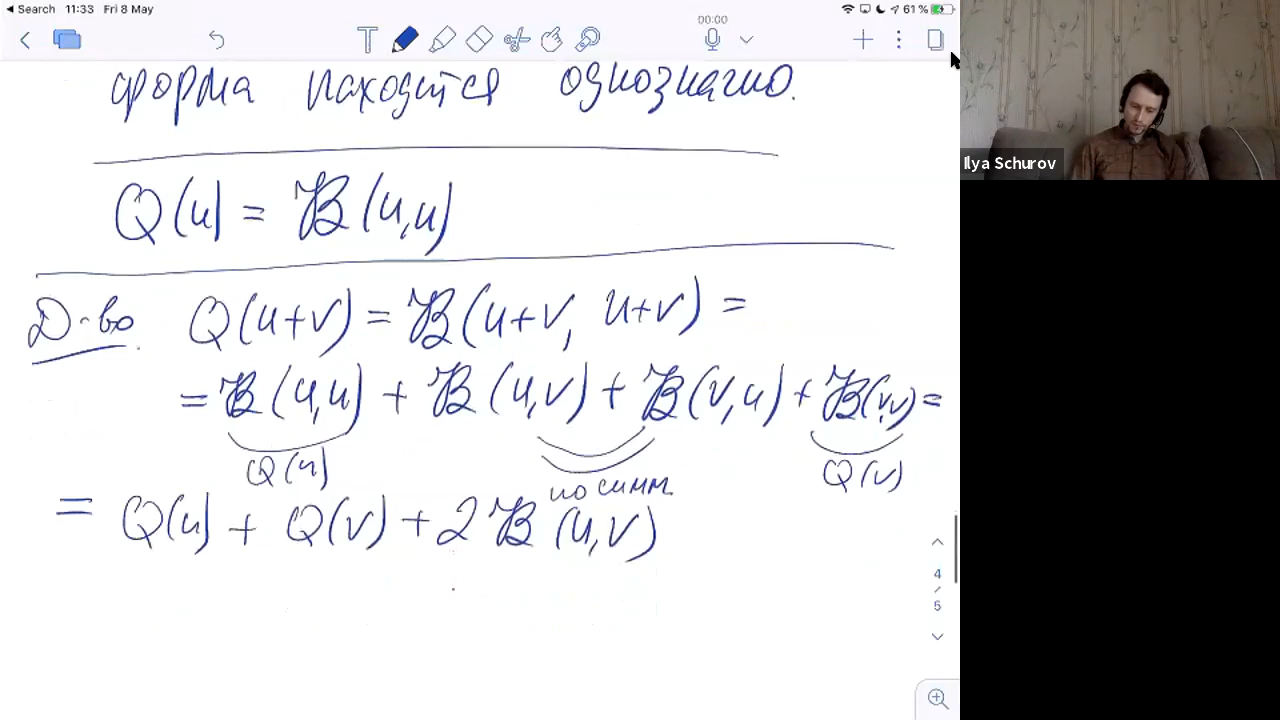 Search 11:33 Fri 8 May
61 %
00:00
форма находится однозначно.
Q(u) = B(u,u)
Д-во. Q(u+v) = B(u+v, u+v) =
= B(u,u) + B(u,v) + B(v,u) + B(v,v) =
Q(u) по симм. Q(v)
= Q(u) + Q(v) + 2B(u,v)
4
/
5
Ilya Schurov